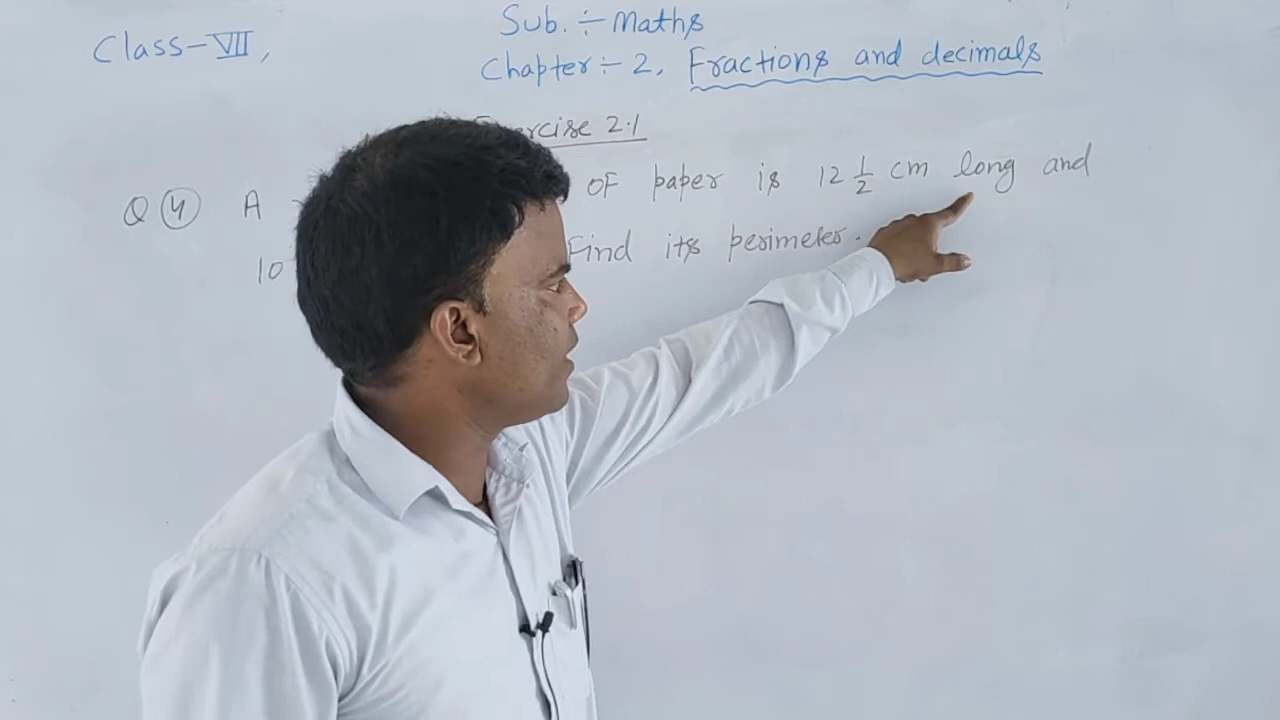 Class-VII,
Sub. ÷ Maths
Chapter ÷ 2, Fractions and decimals
Exercise 2.1
Q 4 A of paper is 12 1/2 cm long and
10 Find its perimeter.